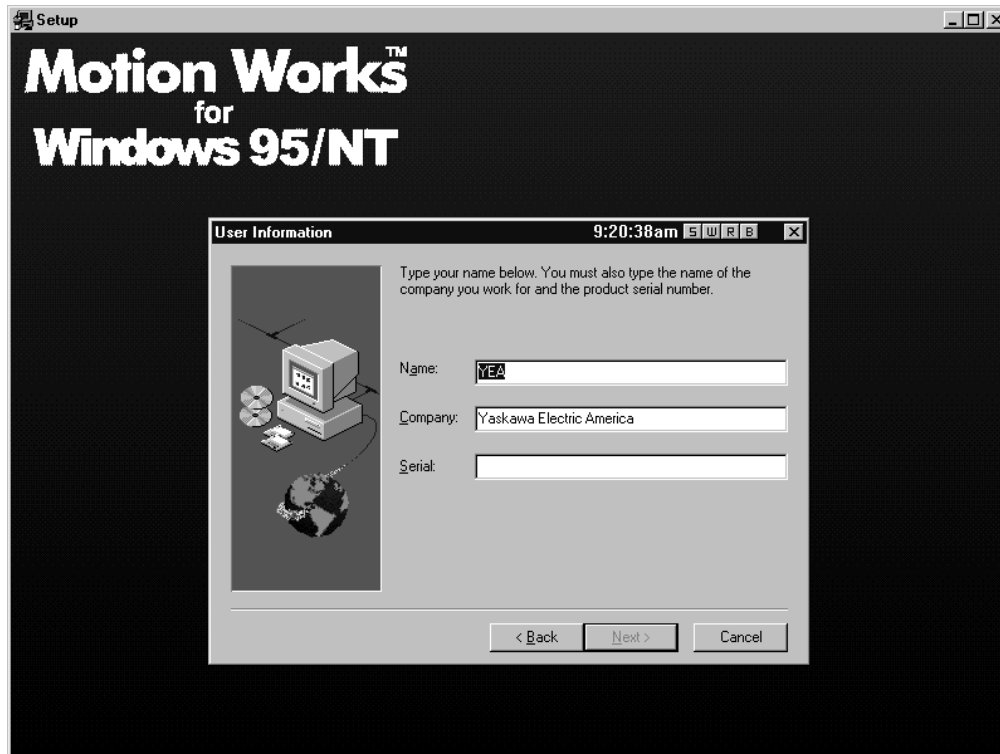 Setup
Motion Works™
for
Windows 95/NT
User Information 9:20:38am S W R B
Type your name below. You must also type the name of the
company you work for and the product serial number.
Name: YEA
Company: Yaskawa Electric America
Serial:
< Back Next > Cancel